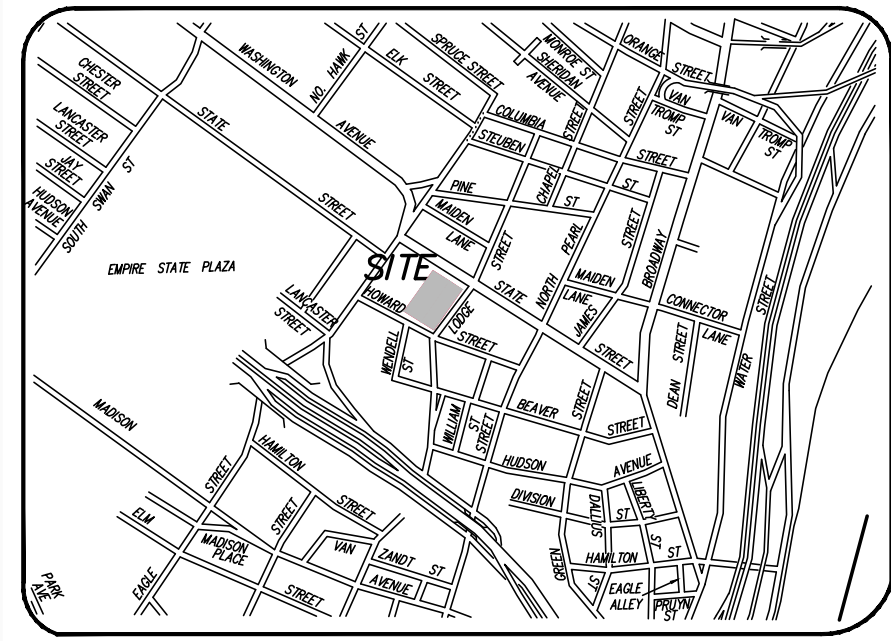 CHESTER
STREET
WASHINGTON
AVENUE
NO. HAWK
ST
ELK
STREET
SPRUCE STREET
MONROE ST
SHERIDAN
AVENUE
ORANGE
STREET
LANCASTER
STREET
STATE
STREET
COLUMBIA
STREET
STREET
VAN
TROMP
ST
VAN
TROMP
ST
JAY
STREET
STEUBEN
STREET
HUDSON
AVENUE
SOUTH SWAN ST
PINE
ST
CHAPEL
ST
MAIDEN
LANE
STREET
NORTH PEARL
STREET
BROADWAY
EMPIRE STATE PLAZA
SITE
HOWARD
STREET
LODGE
STATE
STREET
MAIDEN
LANE
JAMES
CONNECTOR
LANE
STREET
WATER
LANCASTER
STREET
WENDELL
ST
DEAN
STREET
MADISON
WILLIAM
ST
STREET
BEAVER
STREET
STREET
HAMILTON
STREET
HUDSON
AVENUE
STREET
STREET
DIVISION
ST
DALLIUS
LIBERTY
ST
ELM
STREET
MADISON
PLACE
VAN
ZANDT
ST
AVENUE
GREEN
ST
HAMILTON
ST
EAGLE
ALLEY
PRUYN
ST
EAGLE
PARK
AVE